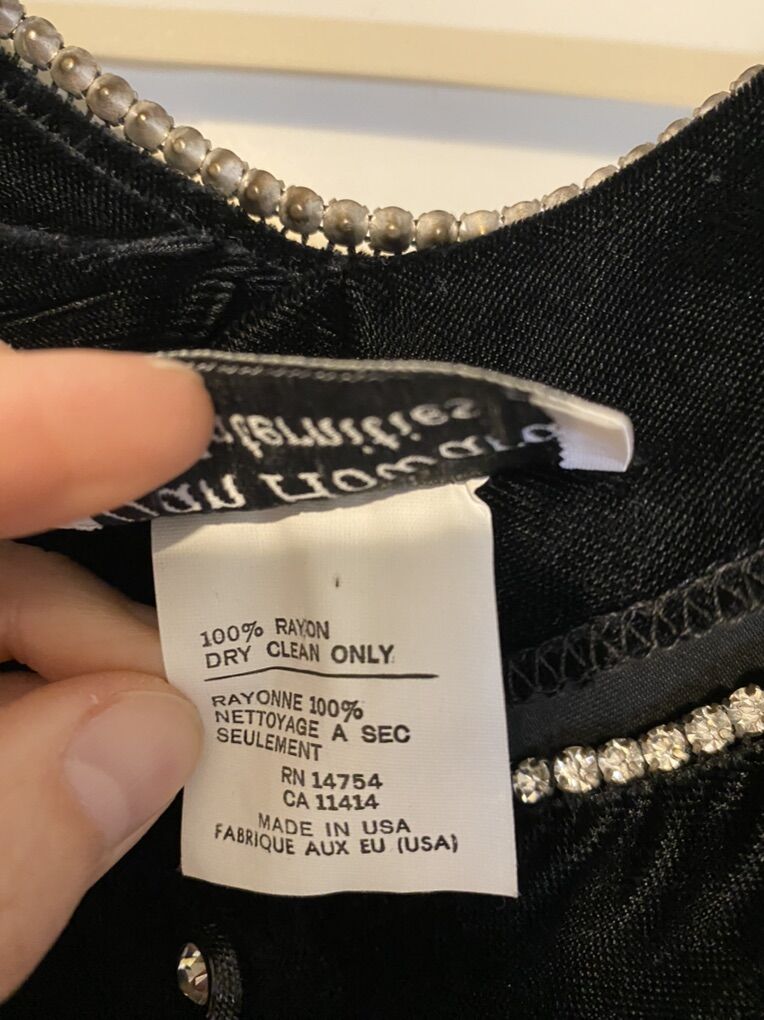 100% RAYON
DRY CLEAN ONLY
RAYONNE 100%
NETTOYAGE A SEC
SEULEMENT
RN 14754
CA 11414
MADE IN USA
FABRIQUE AUX EU (USA)